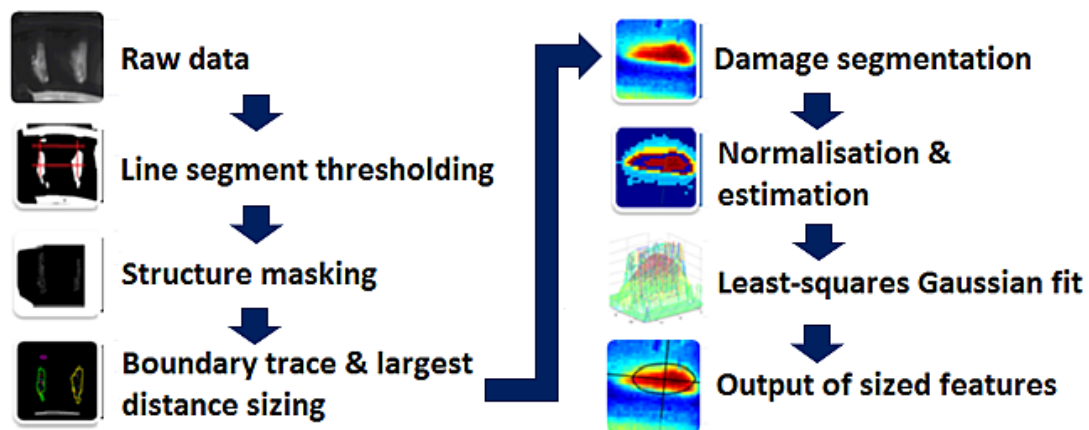 Raw data
Line segment thresholding
Structure masking
Boundary trace & largest
distance sizing
Damage segmentation
Normalisation &
estimation
Least-squares Gaussian fit
Output of sized features